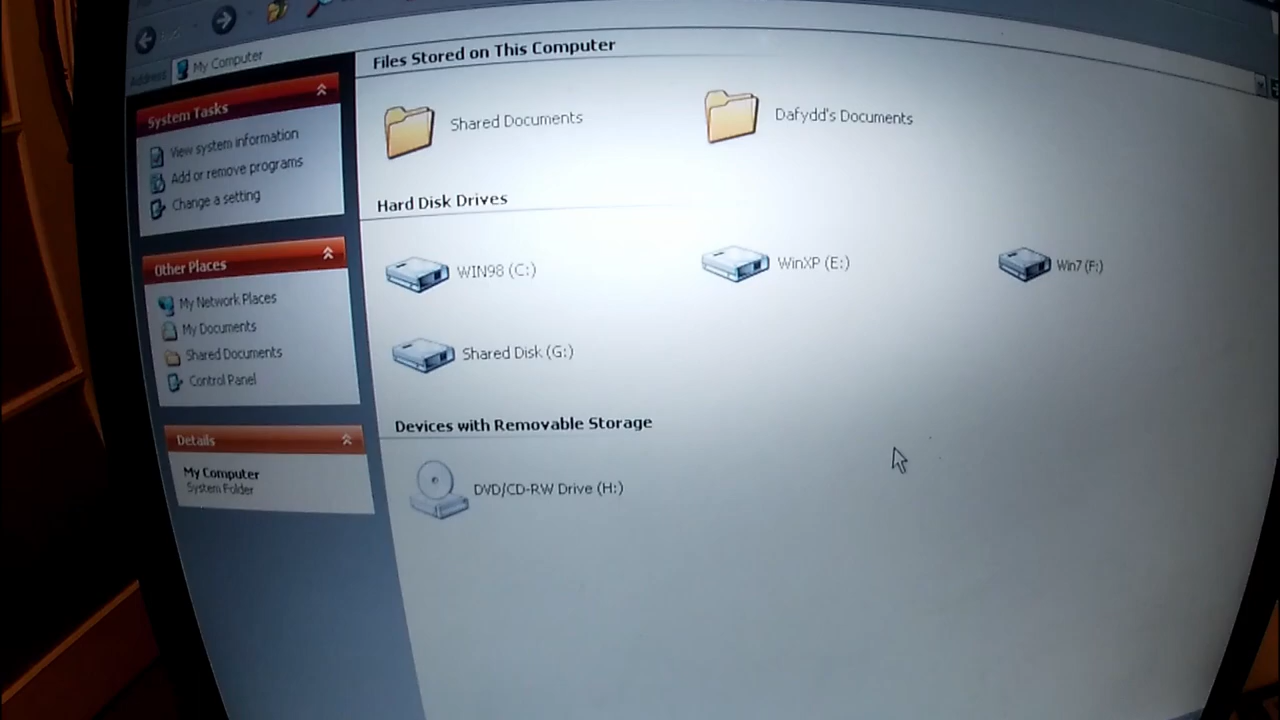 Address My Computer
System Tasks
View system information
Add or remove programs
Change a setting
Other Places
My Network Places
My Documents
Shared Documents
Control Panel
Details
My Computer
System Folder
Files Stored on This Computer
Shared Documents
Dafydd's Documents
Hard Disk Drives
WIN98 (C:)
WinXP (E:)
Win7 (F:)
Shared Disk (G:)
Devices with Removable Storage
DVD/CD-RW Drive (H:)